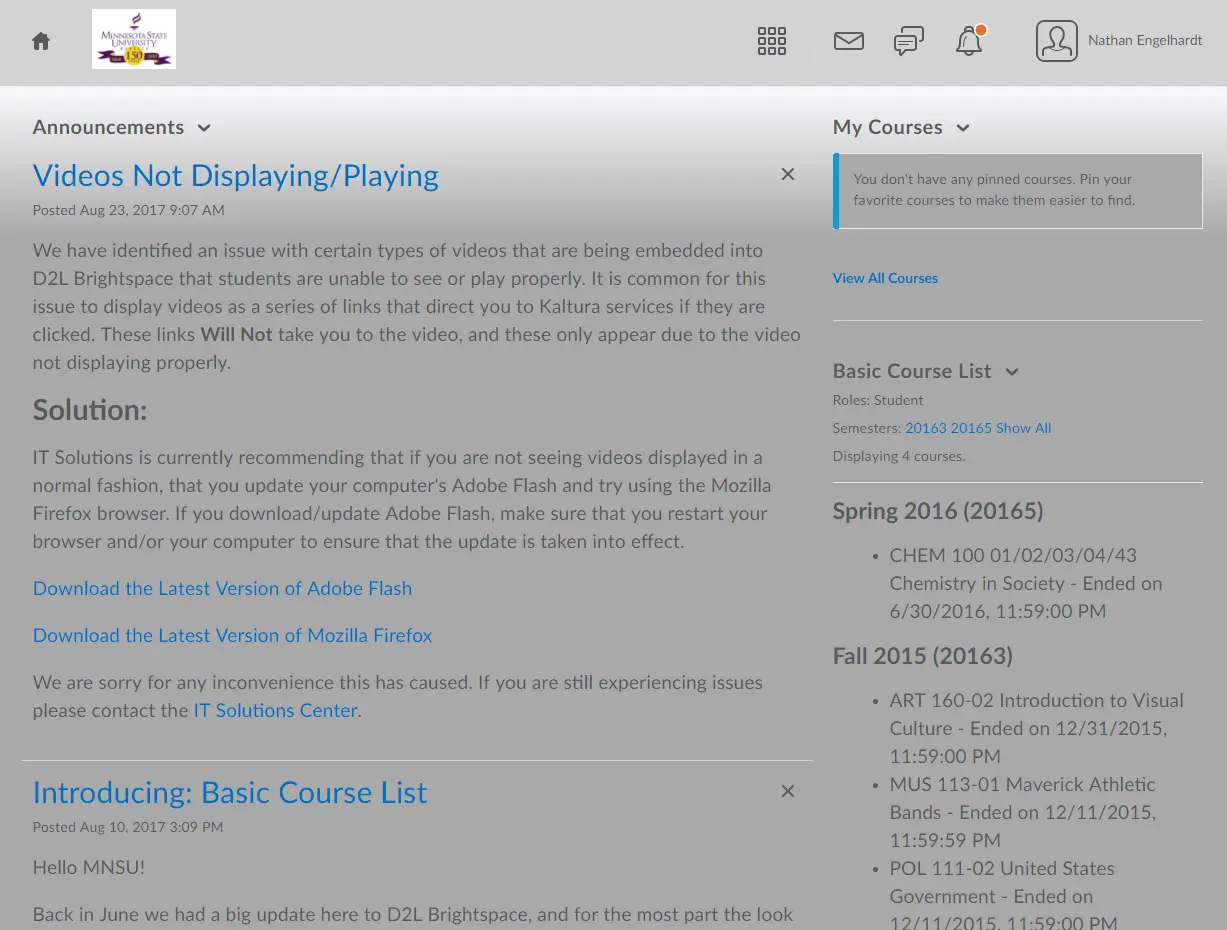 MINNESOTA STATE
UNIVERSITY
150
Nathan Engelhardt
Announcements
Videos Not Displaying/Playing
Posted Aug 23, 2017 9:07 AM
We have identified an issue with certain types of videos that are being embedded into
D2L Brightspace that students are unable to see or play properly. It is common for this
issue to display videos as a series of links that direct you to Kaltura services if they are
clicked. These links Will Not take you to the video, and these only appear due to the video
not displaying properly.
Solution:
IT Solutions is currently recommending that if you are not seeing videos displayed in a
normal fashion, that you update your computer's Adobe Flash and try using the Mozilla
Firefox browser. If you download/update Adobe Flash, make sure that you restart your
browser and/or your computer to ensure that the update is taken into effect.
Download the Latest Version of Adobe Flash
Download the Latest Version of Mozilla Firefox
We are sorry for any inconvenience this has caused. If you are still experiencing issues
please contact the IT Solutions Center.
Introducing: Basic Course List
Posted Aug 10, 2017 3:09 PM
Hello MNSU!
Back in June we had a big update here to D2L Brightspace, and for the most part the look
My Courses
You don't have any pinned courses. Pin your
favorite courses to make them easier to find.
View All Courses
Basic Course List
Roles: Student
Semesters: 20163 20165 Show All
Displaying 4 courses.
Spring 2016 (20165)
• CHEM 100 01/02/03/04/43
Chemistry in Society - Ended on
6/30/2016, 11:59:00 PM
Fall 2015 (20163)
• ART 160-02 Introduction to Visual
Culture - Ended on 12/31/2015,
11:59:00 PM
• MUS 113-01 Maverick Athletic
Bands - Ended on 12/11/2015,
11:59:59 PM
• POL 111-02 United States
Government - Ended on
12/11/2015, 11:59:00 PM